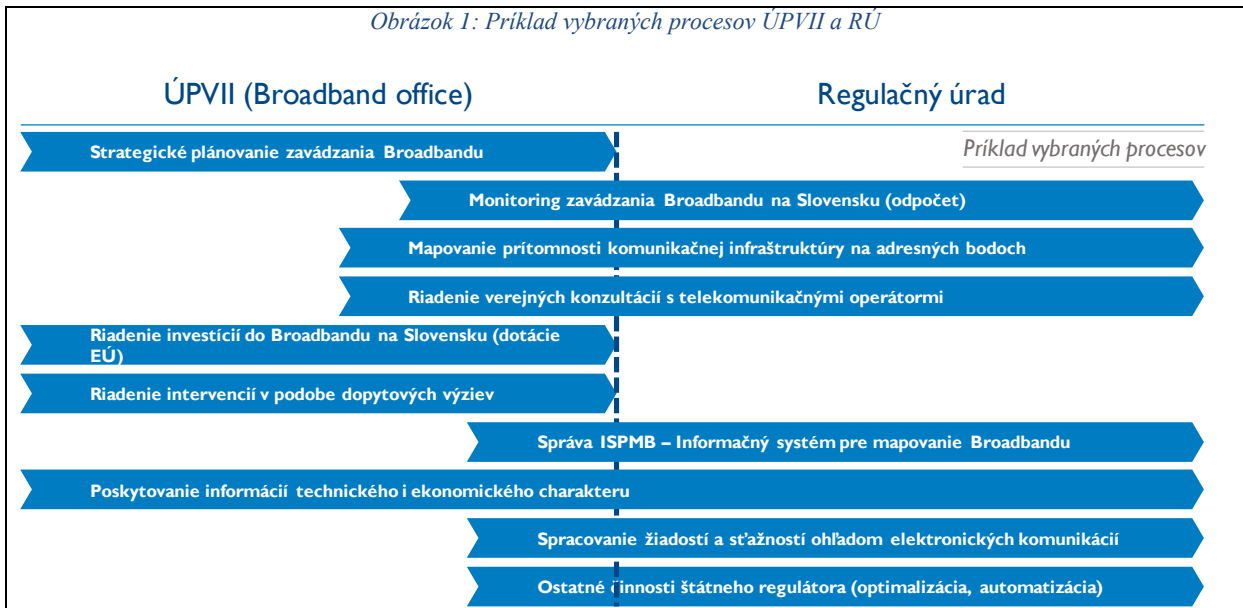 Obrázok 1: Príklad vybraných procesov ÚPVII a RÚ
ÚPVII (Broadband office)
Regulačný úrad
Strategické plánovanie zavádzania Broadbandu
Príklad vybraných procesov
Monitoring zavádzania Broadbandu na Slovensku (odpočet)
Mapovanie prítomnosti komunikačnej infraštruktúry na adresných bodoch
Riadenie verejných konzultácií s telekomunikačnými operátormi
Riadenie investícií do Broadbandu na Slovensku (dotácie
EÚ)
Riadenie intervencií v podobe dopytových výziev
Správa ISPMB – Informačný systém pre mapovanie Broadbandu
Poskytovanie informácií technického i ekonomického charakteru
Spracovanie žiadostí a sťažností ohľadom elektronických komunikácií
Ostatné činnosti štátneho regulátora (optimalizácia, automatizácia)